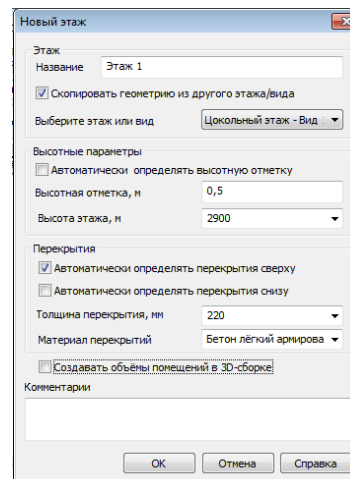 Новый этаж
Этаж
Название Этаж 1
Скопировать геометрию из другого этажа/вида
Выберите этаж или вид Цокольный этаж - Вид
Высотные параметры
Автоматически определять высотную отметку
Высотная отметка, м 0,5
Высота этажа, м 2900
Перекрытия
Автоматически определять перекрытия сверху
Автоматически определять перекрытия снизу
Толщина перекрытия, мм 220
Материал перекрытий Бетон лёгкий армирова
Создавать объёмы помещений в 3D-сборке
Комментарии
OK Отмена Справка